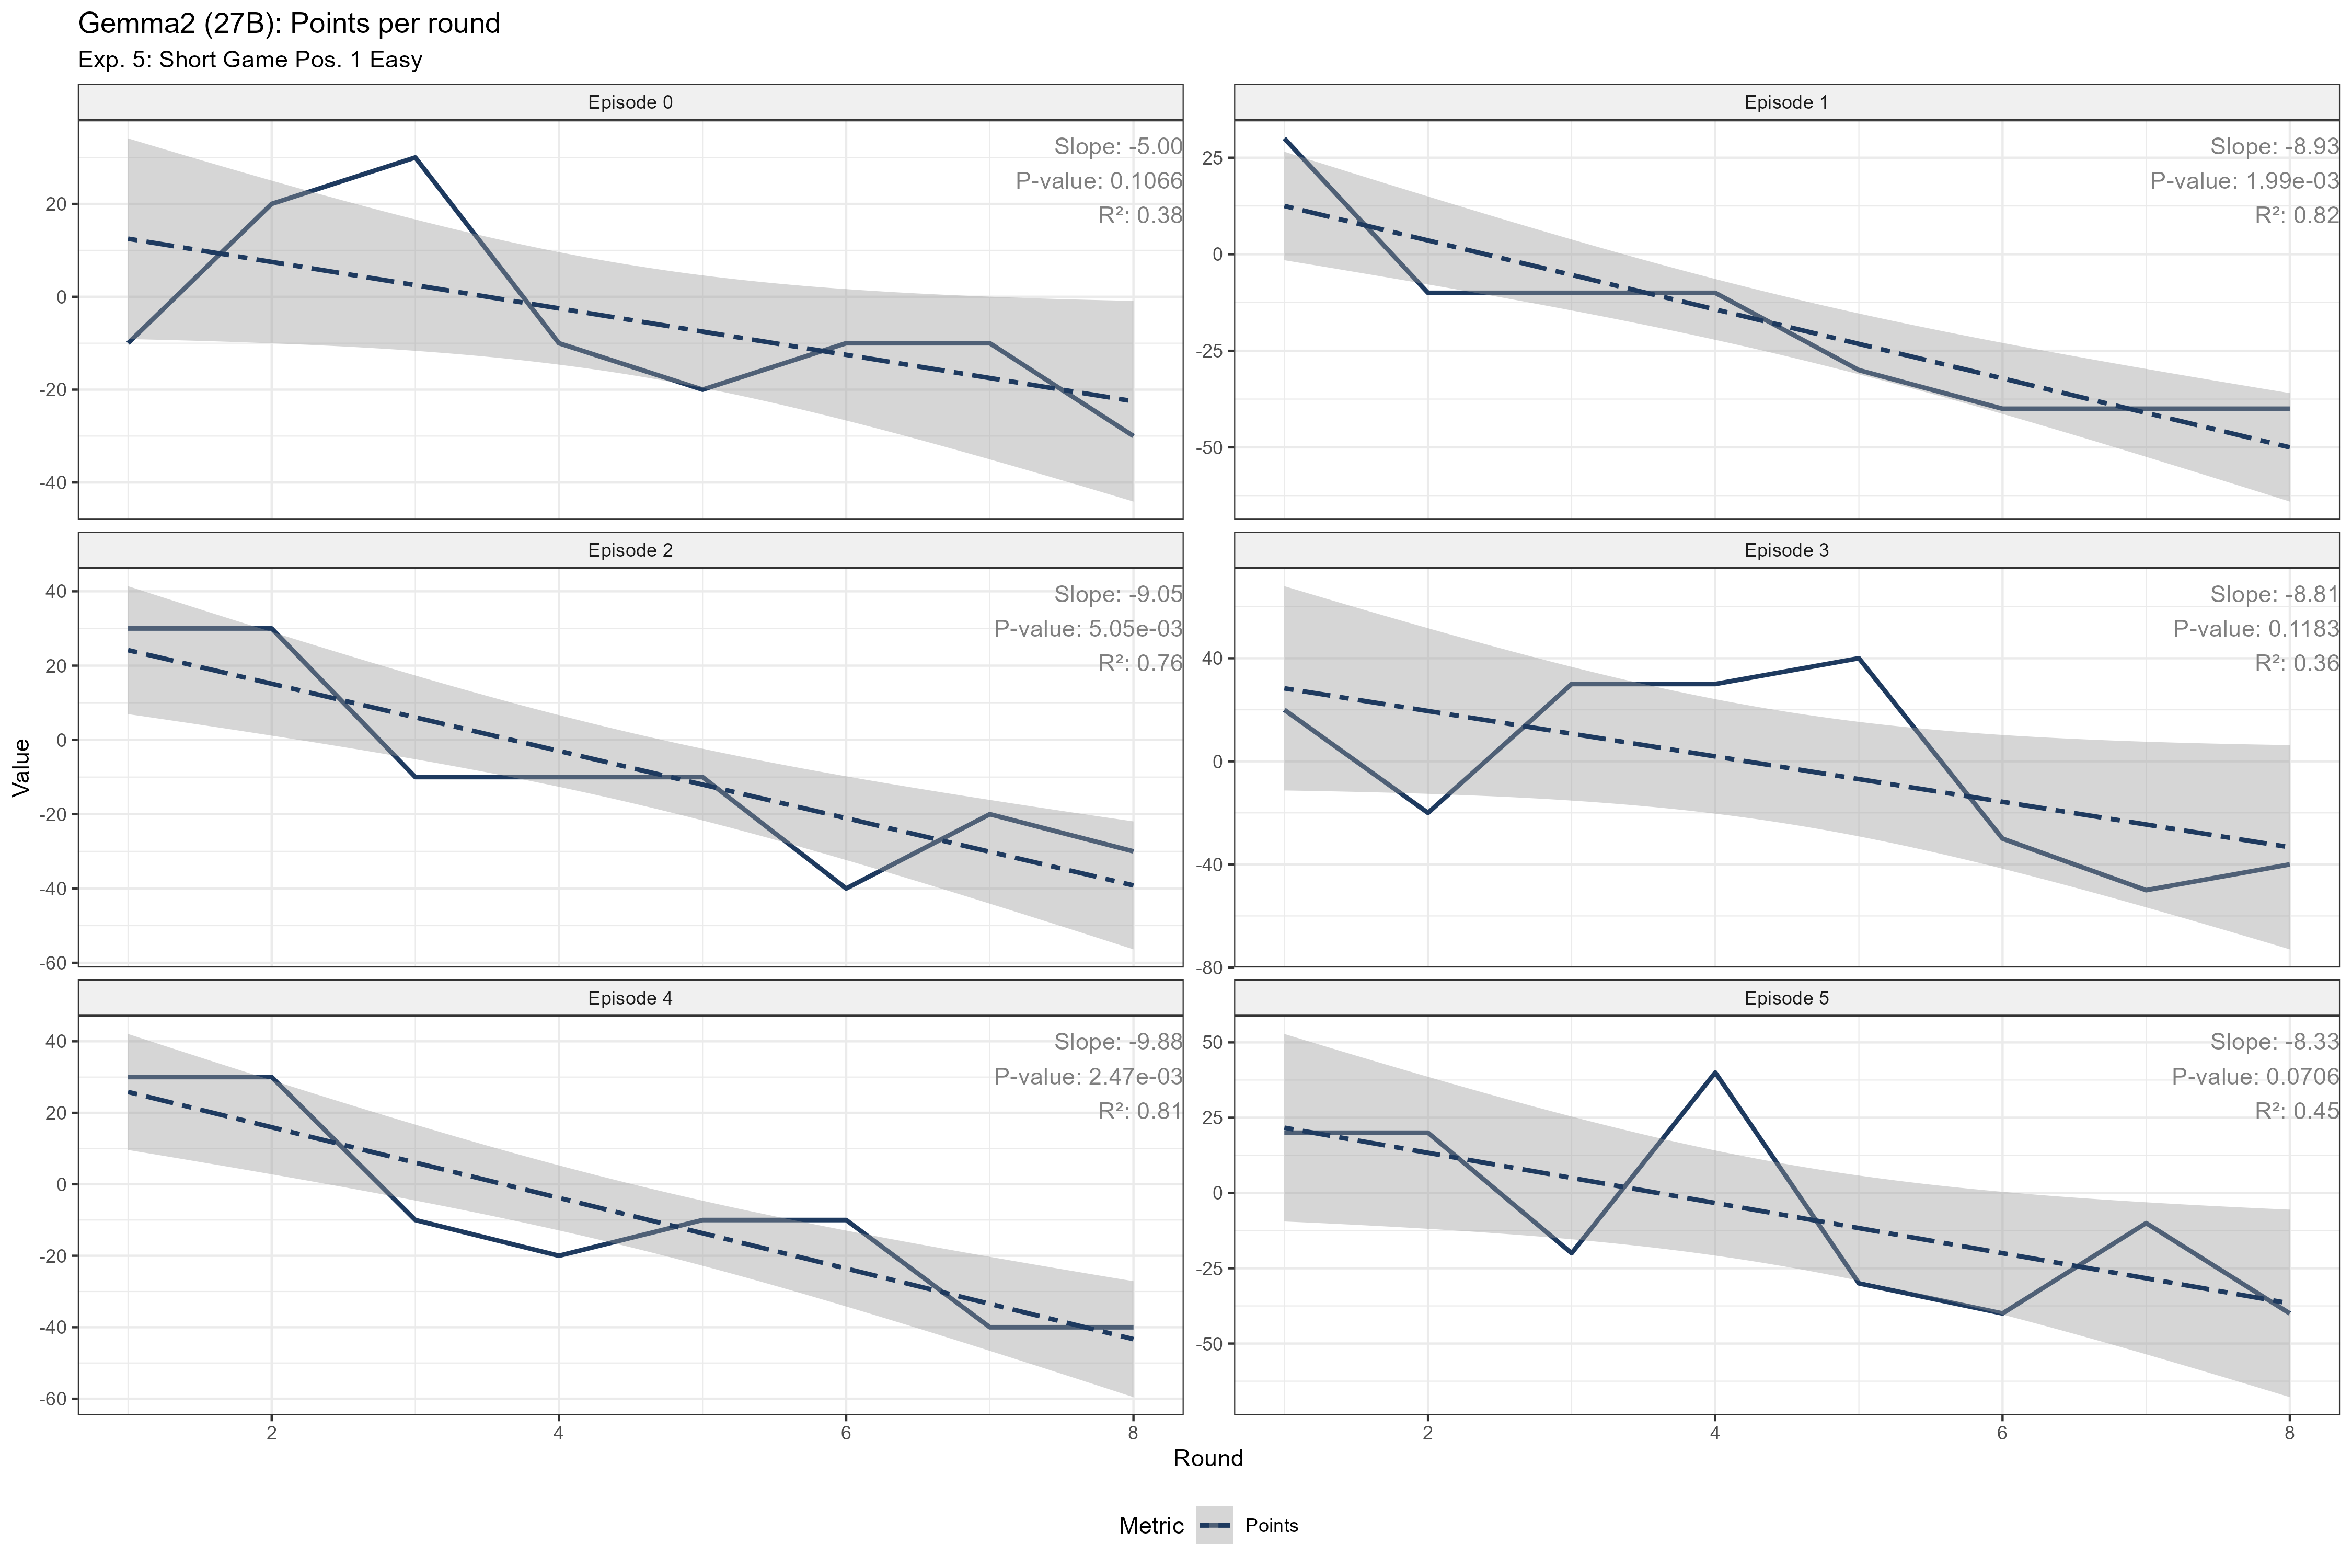 Gemma2 (27B): Points per round
Exp. 5: Short Game Pos. 1 Easy
Episode 0
Slope: -5.00
P-value: 0.1066
R²: 0.38
20
0
-20
-40
Episode 1
Slope: -8.93
P-value: 1.99e-03
R²: 0.82
25
0
-25
-50
Episode 2
Slope: -9.05
P-value: 5.05e-03
R²: 0.76
40
20
0
-20
-40
-60
Episode 3
Slope: -8.81
P-value: 0.1183
R²: 0.36
40
0
-40
-80
Episode 4
Slope: -9.88
P-value: 2.47e-03
R²: 0.81
40
20
0
-20
-40
-60
2 4 6 8
Episode 5
Slope: -8.33
P-value: 0.0706
R²: 0.45
50
25
0
-25
-50
2 4 6 8
Value
Round
Metric Points